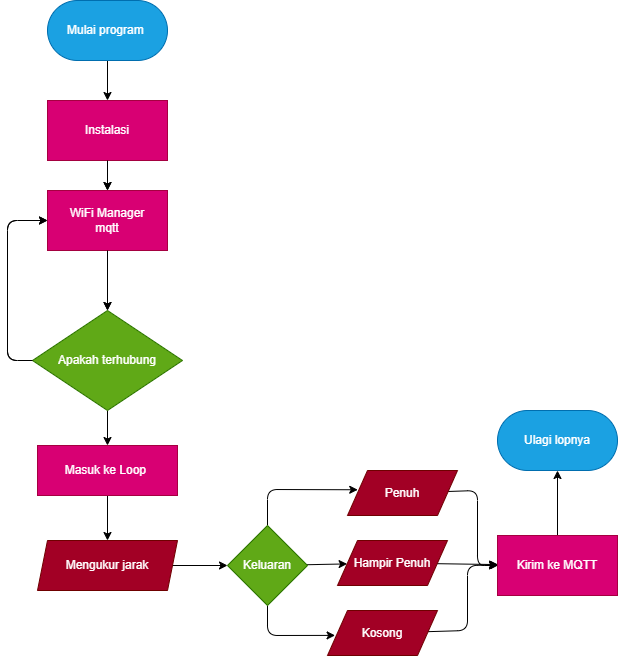 Mulai program
Instalasi
WiFi Manager
mqtt
Apakah terhubung
Masuk ke Loop
Mengukur jarak
Keluaran
Penuh
Hampir Penuh
Kosong
Kirim ke MQTT
Ulagi lopnya